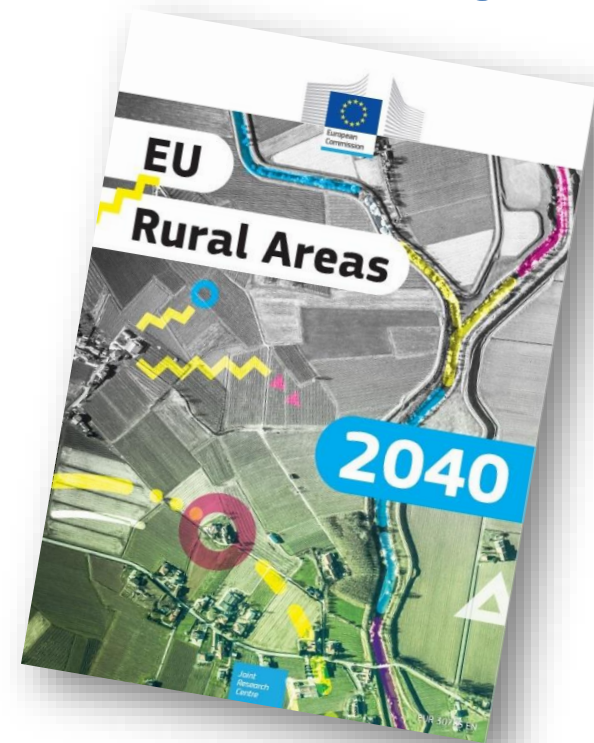 European
Commission
EU
Rural Areas
2040
Joint
Research
Centre